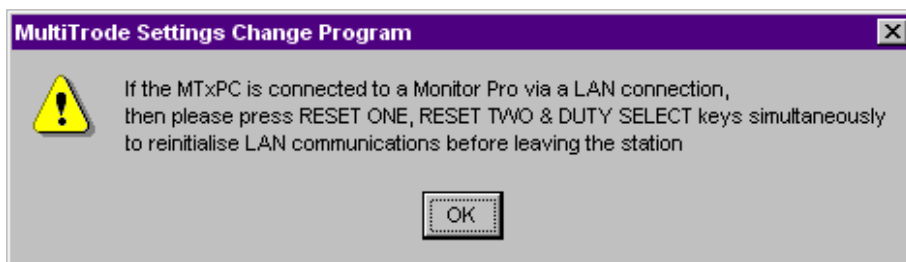 MultiTrode Settings Change Program
If the MTxPC is connected to a Monitor Pro via a LAN connection,
then please press RESET ONE, RESET TWO & DUTY SELECT keys simultaneously
to reinitialise LAN communications before leaving the station
OK